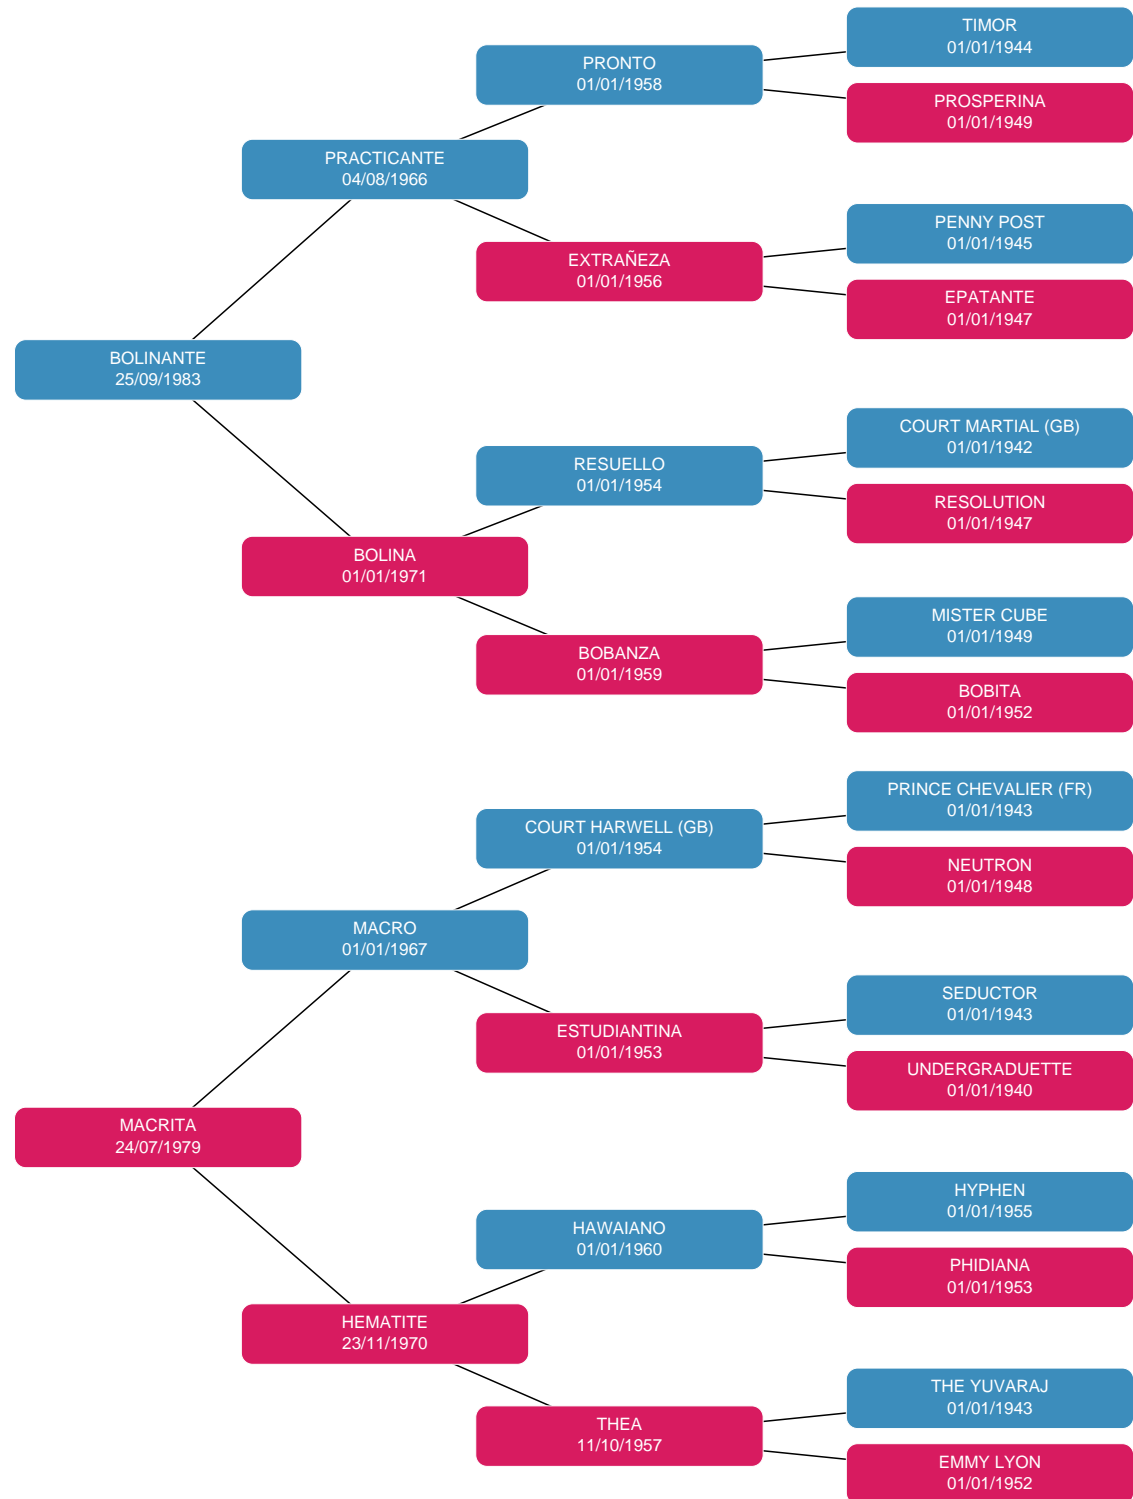 TIMOR
01/01/1944
PRONTO
01/01/1958
PROSPERINA
01/01/1949
PRACTICANTE
04/08/1966
PENNY POST
01/01/1945
EXTRAÑEZA
01/01/1956
EPATANTE
01/01/1947
BOLINANTE
25/09/1983
COURT MARTIAL (GB)
01/01/1942
RESUELLO
01/01/1954
RESOLUTION
01/01/1947
BOLINA
01/01/1971
MISTER CUBE
01/01/1949
BOBANZA
01/01/1959
BOBITA
01/01/1952
PRINCE CHEVALIER (FR)
01/01/1943
COURT HARWELL (GB)
01/01/1954
NEUTRON
01/01/1948
MACRO
01/01/1967
SEDUCTOR
01/01/1943
ESTUDIANTINA
01/01/1953
UNDERGRADUETTE
01/01/1940
MACRITA
24/07/1979
HYPHEN
01/01/1955
HAWAIANO
01/01/1960
PHIDIANA
01/01/1953
HEMATITE
23/11/1970
THE YUVARAJ
01/01/1943
THEA
11/10/1957
EMMY LYON
01/01/1952